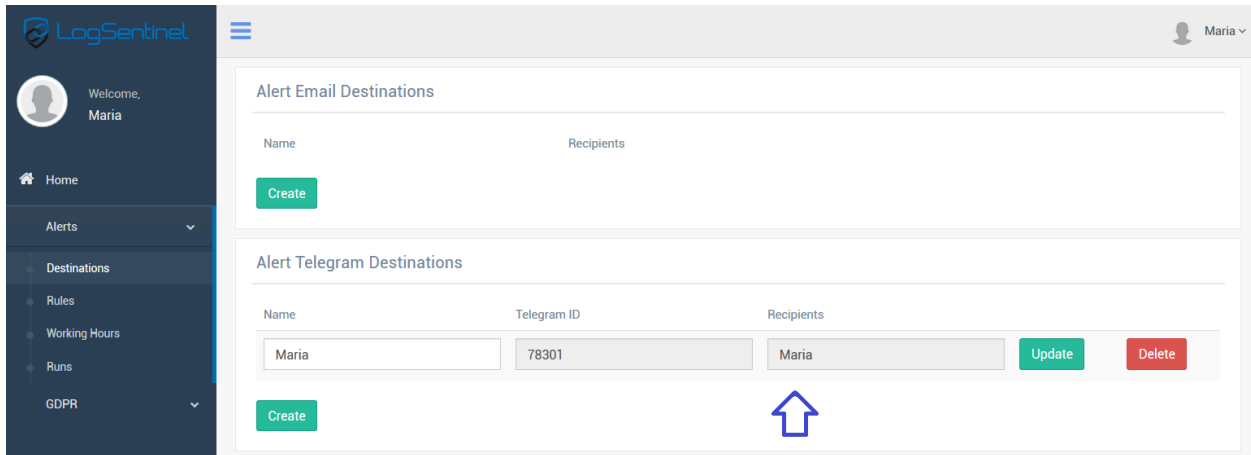 LogSentinel
Maria
Welcome,
Maria
Home
Alerts
Destinations
Rules
Working Hours
Runs
GDPR
Alert Email Destinations
Name Recipients
Create
Alert Telegram Destinations
Name Telegram ID Recipients
Maria 78301 Maria Update Delete
Create